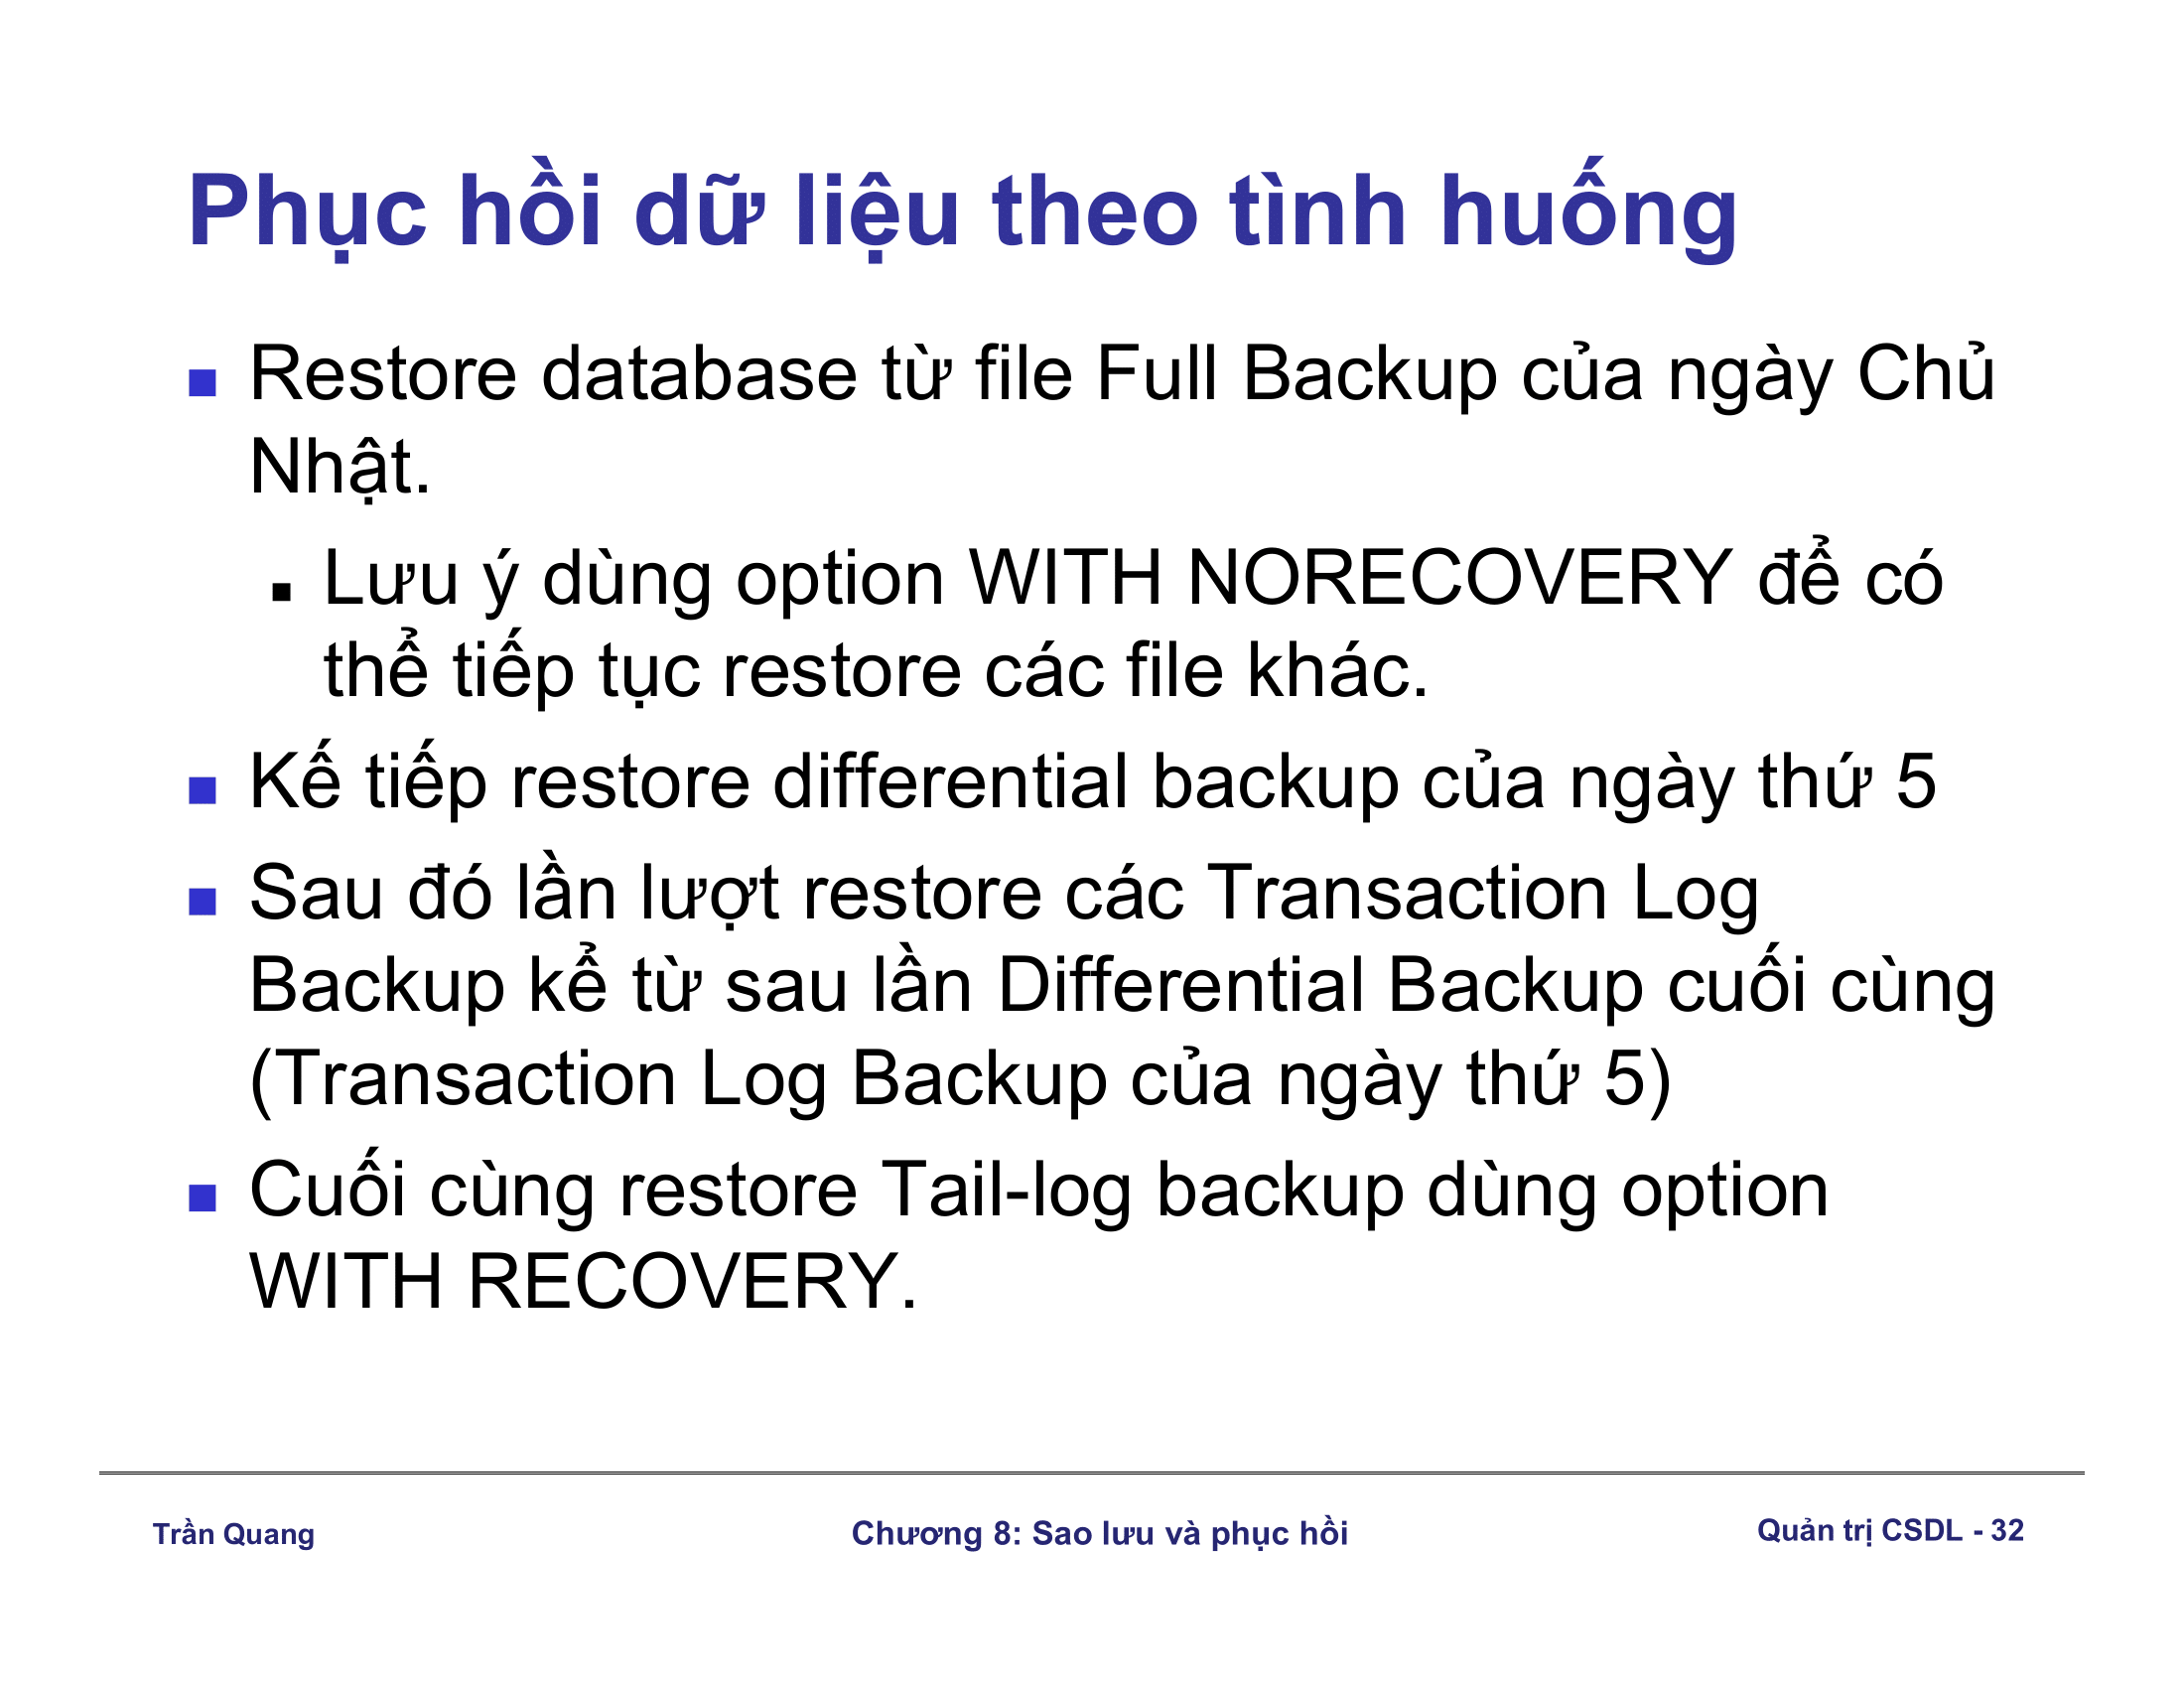 Phục hồi dữ liệu theo tình huống
Restore database từ file Full Backup của ngày Chủ
Nhật.
Lưu ý dùng option WITH NORECOVERY để có
thể tiếp tục restore các file khác.
Kế tiếp restore differential backup của ngày thứ 5
Sau đó lần lượt restore các Transaction Log
Backup kể từ sau lần Differential Backup cuối cùng
(Transaction Log Backup của ngày thứ 5)
Cuối cùng restore Tail-log backup dùng option
WITH RECOVERY.
Trần Quang
Chương 8: Sao lưu và phục hồi
Quản trị CSDL - 32